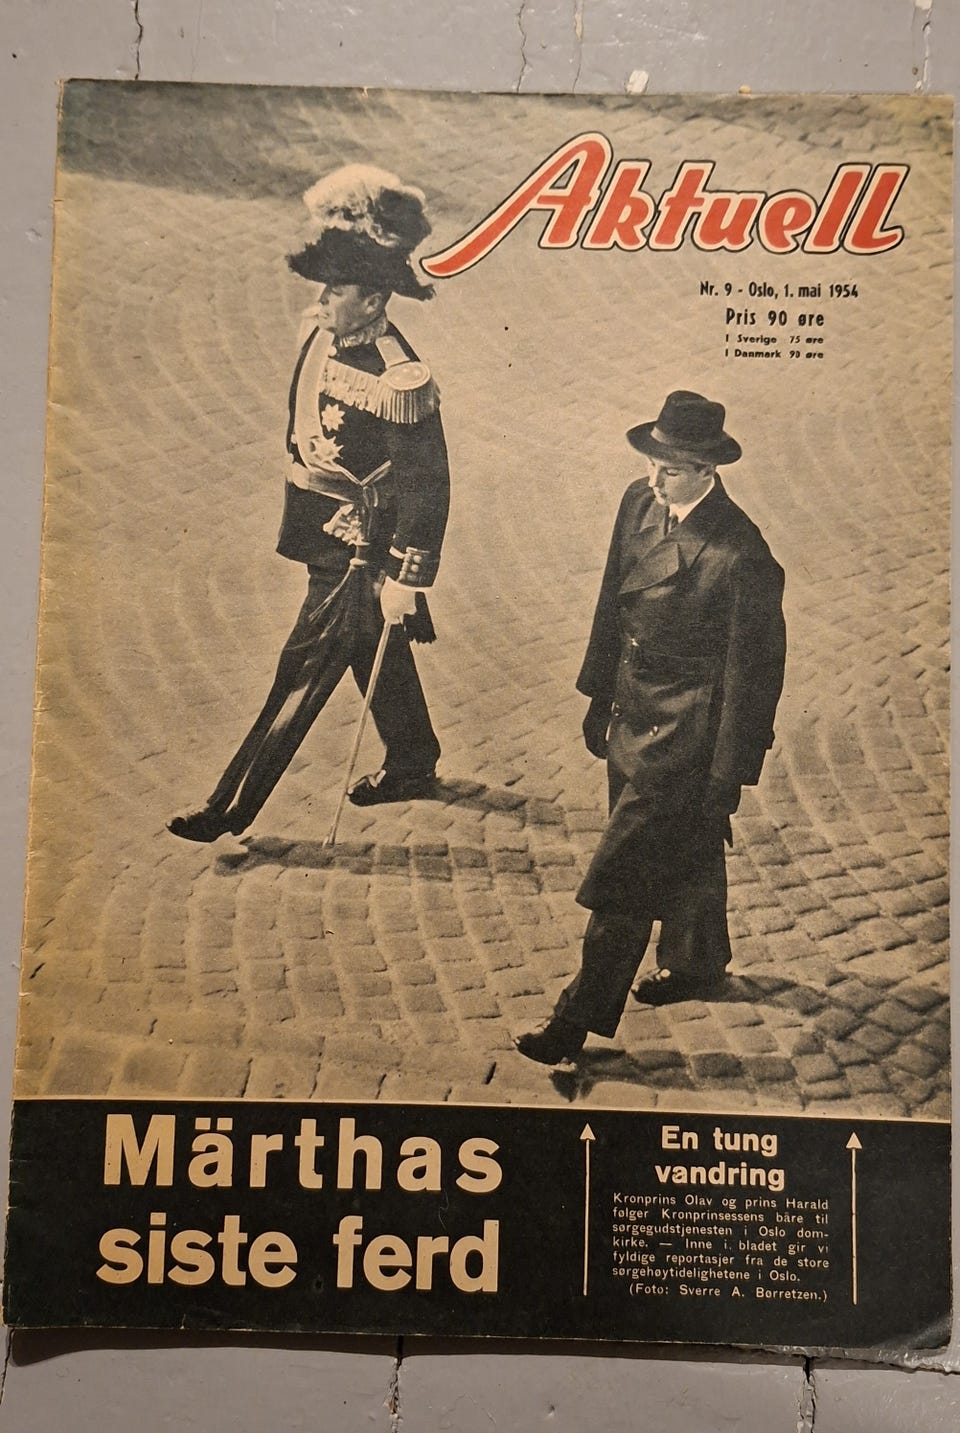 Aktuell
Nr. 9 - Oslo, 1. mai 1954
Pris 90 øre
I Sverige 75 øre
I Danmark 90 øre
Märthas
siste ferd
En tung
vandring
Kronprins Olav og prins Harald
følger Kronprinsessens båre til
sørgegudstjenesten i Oslo dom-
kirke. — Inne i bladet gir vi
fyldige reportasjer fra de store
sørgehøytidelighetene i Oslo.
(Foto: Sverre A. Børretzen.)